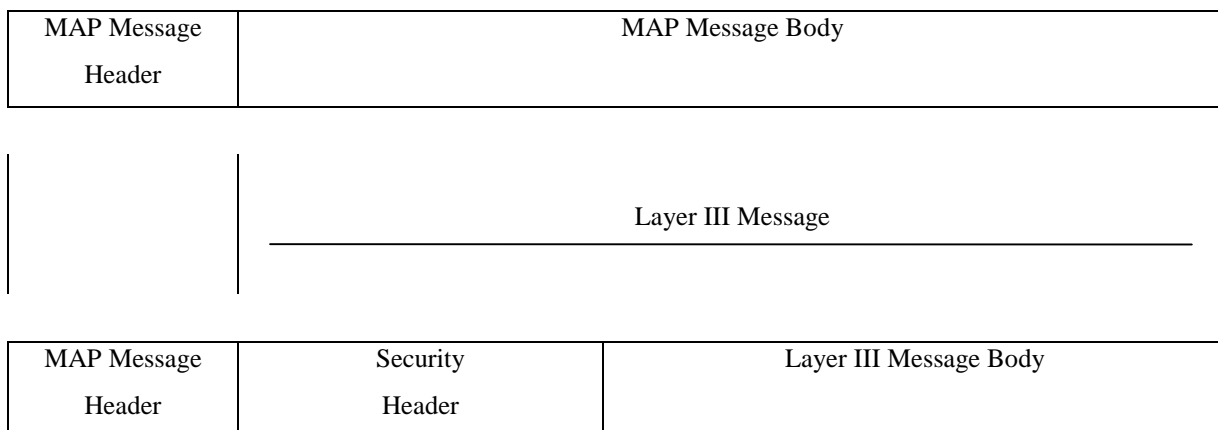 MAP Message Header
MAP Message Body
Layer III Message
MAP Message Header
Security Header
Layer III Message Body